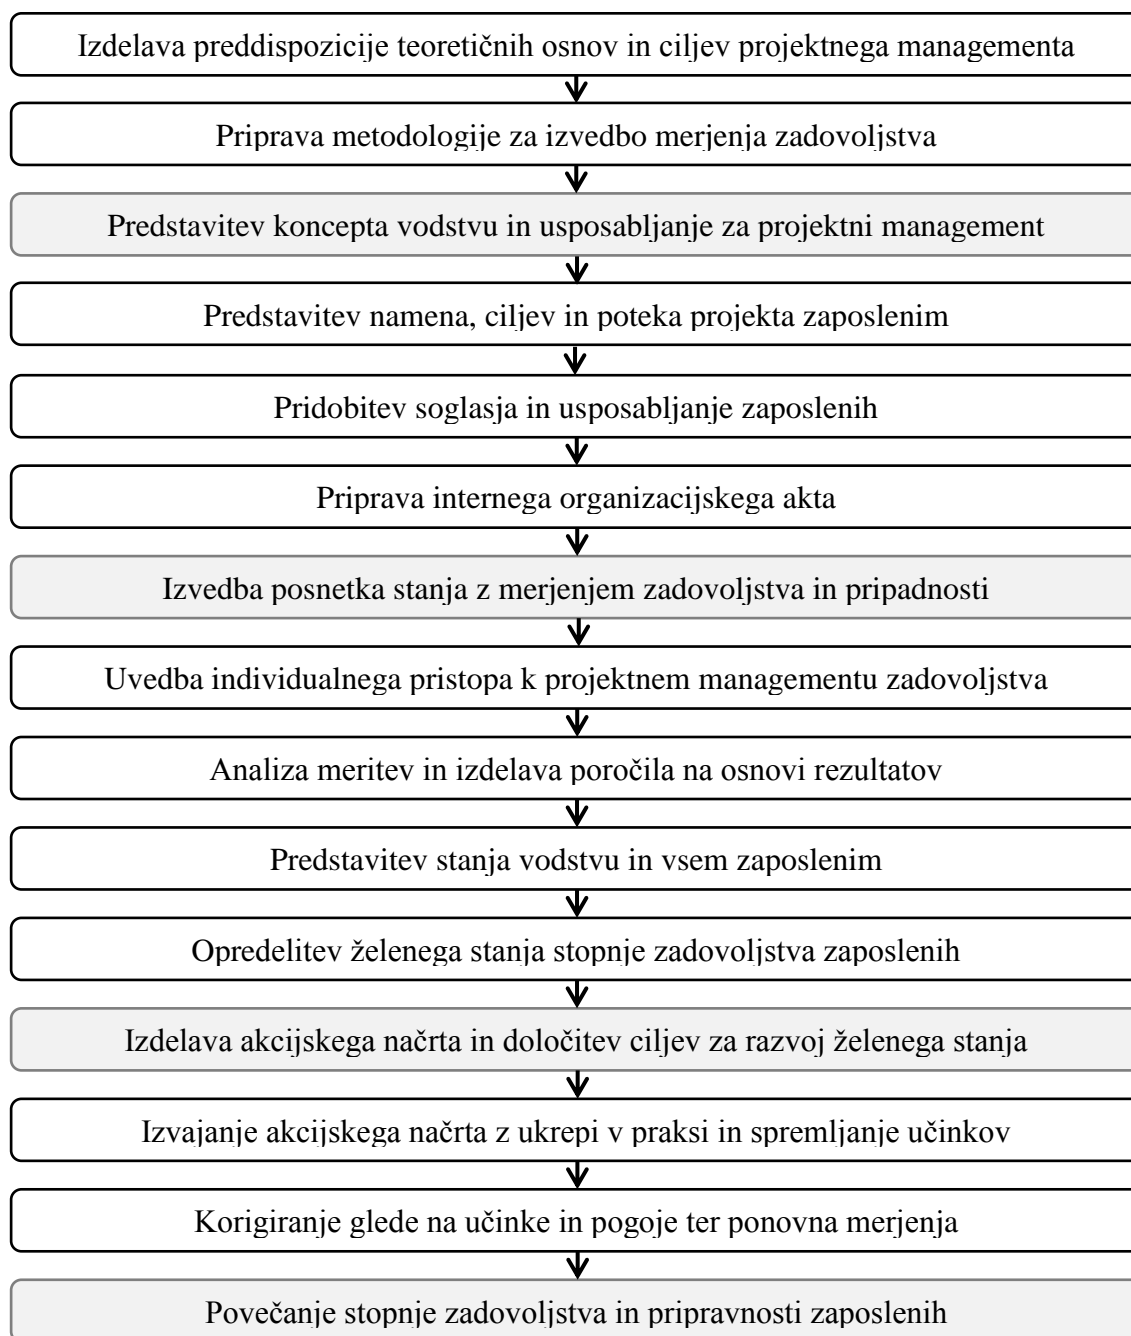 Izdelava preddispozicije teoretičnih osnov in ciljev projektnega managementa
Priprava metodologije za izvedbo merjenja zadovoljstva
Predstavitev koncepta vodstvu in usposabljanje za projektni management
Predstavitev namena, ciljev in poteka projekta zaposlenim
Pridobitev soglasja in usposabljanje zaposlenih
Priprava internega organizacijskega akta
Izvedba posnetka stanja z merjenjem zadovoljstva in pripadnosti
Uvedba individualnega pristopa k projektnem managementu zadovoljstva
Analiza meritev in izdelava poročila na osnovi rezultatov
Predstavitev stanja vodstvu in vsem zaposlenim
Opredelitev želenega stanja stopnje zadovoljstva zaposlenih
Izdelava akcijskega načrta in določitev ciljev za razvoj želenega stanja
Izvajanje akcijskega načrta z ukrepi v praksi in spremljanje učinkov
Korigiranje glede na učinke in pogoje ter ponovna merjenja
Povečanje stopnje zadovoljstva in pripravnosti zaposlenih